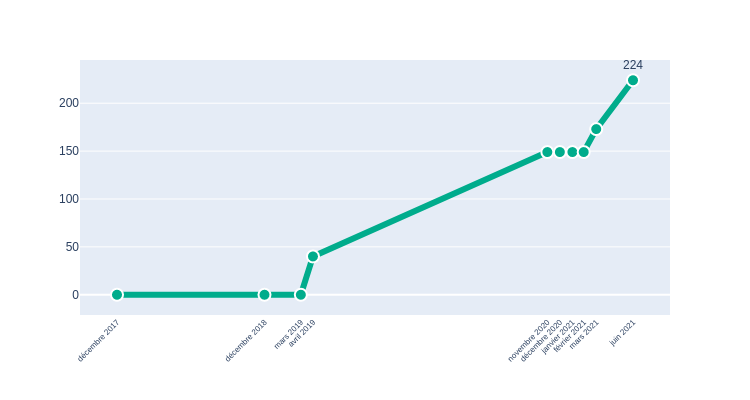 224
200
150
100
50
0
décembre 2017
décembre 2018
mars 2019
avril 2019
novembre 2020
décembre 2020
janvier 2021
février 2021
mars 2021
juin 2021